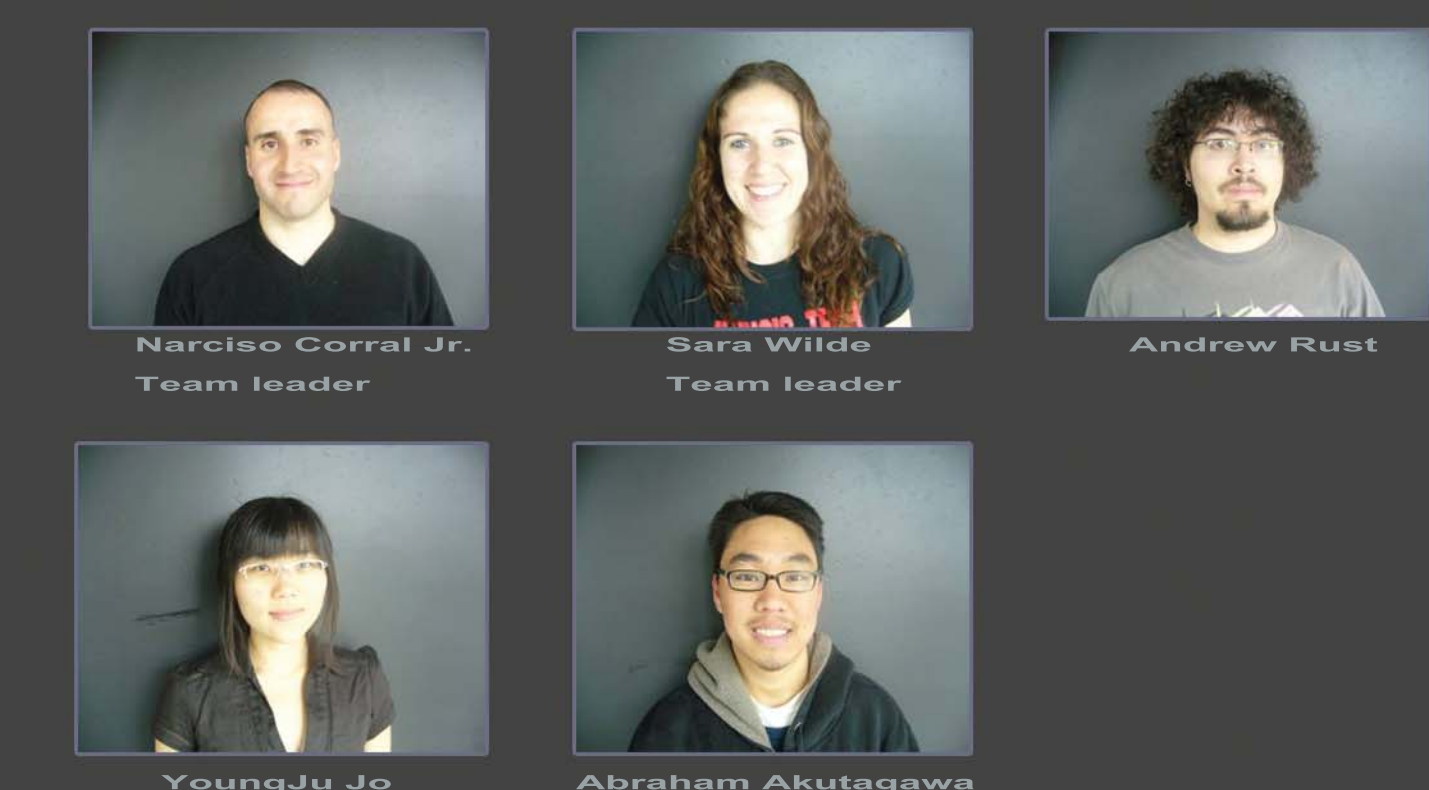 Narciso Corral Jr.
Team leader
Sara Wilde
Team leader
Andrew Rust
YoungJu Jo
Abraham Akutagawa